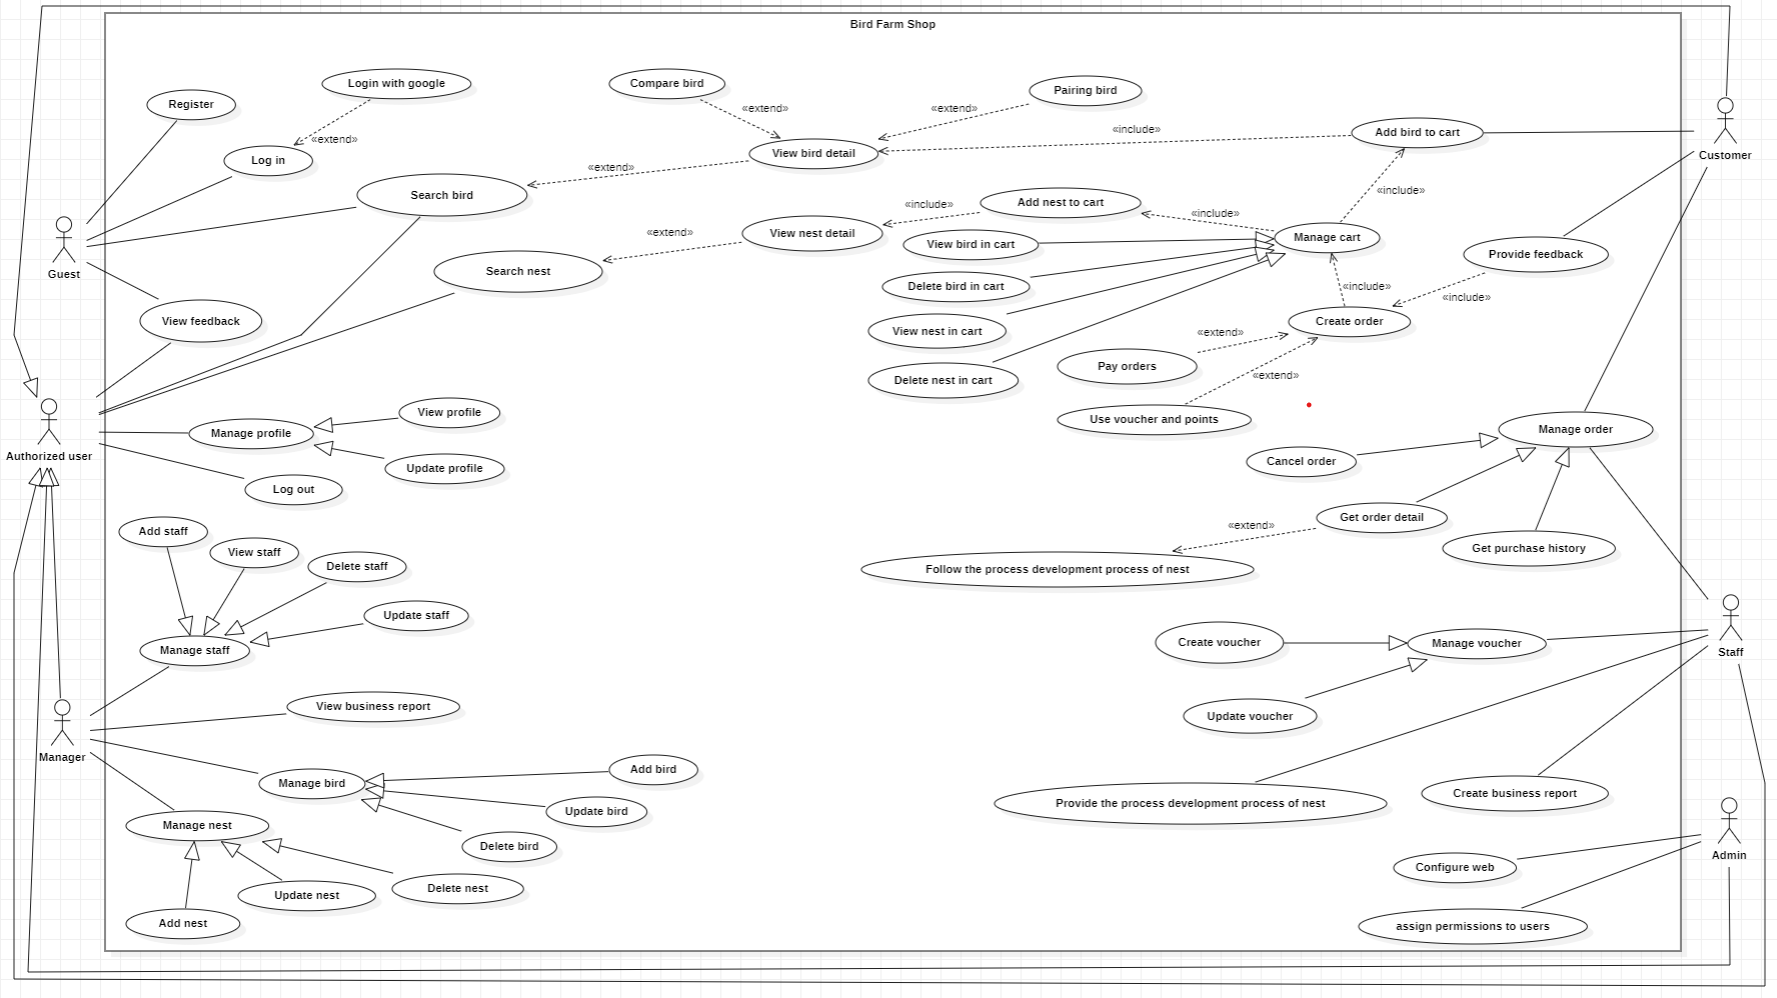 Bird Farm Shop
Login with google
Compare bird
Pairing bird
Register
«extend»
«extend»
«include»
Add bird to cart
«extend»
Log in
View bird detail
Customer
«extend»
Search bird
«include»
Add nest to cart
«include»
«include»
View nest detail
«extend»
Manage cart
View bird in cart
Provide feedback
Guest
Search nest
Delete bird in cart
«include»
«include»
View feedback
View nest in cart
Create order
«extend»
Pay orders
«extend»
Delete nest in cart
View profile
Use voucher and points
Manage profile
Manage order
Authorized user
Update profile
Cancel order
Log out
Get order detail
«extend»
Add staff
View staff
Get purchase history
Delete staff
Follow the process development process of nest
Update staff
Create voucher
Manage voucher
Manage staff
Staff
View business report
Update voucher
Manager
Add bird
Manage bird
Create business report
Provide the process development process of nest
Update bird
Manage nest
Delete bird
Admin
Configure web
Delete nest
Update nest
Add nest
assign permissions to users